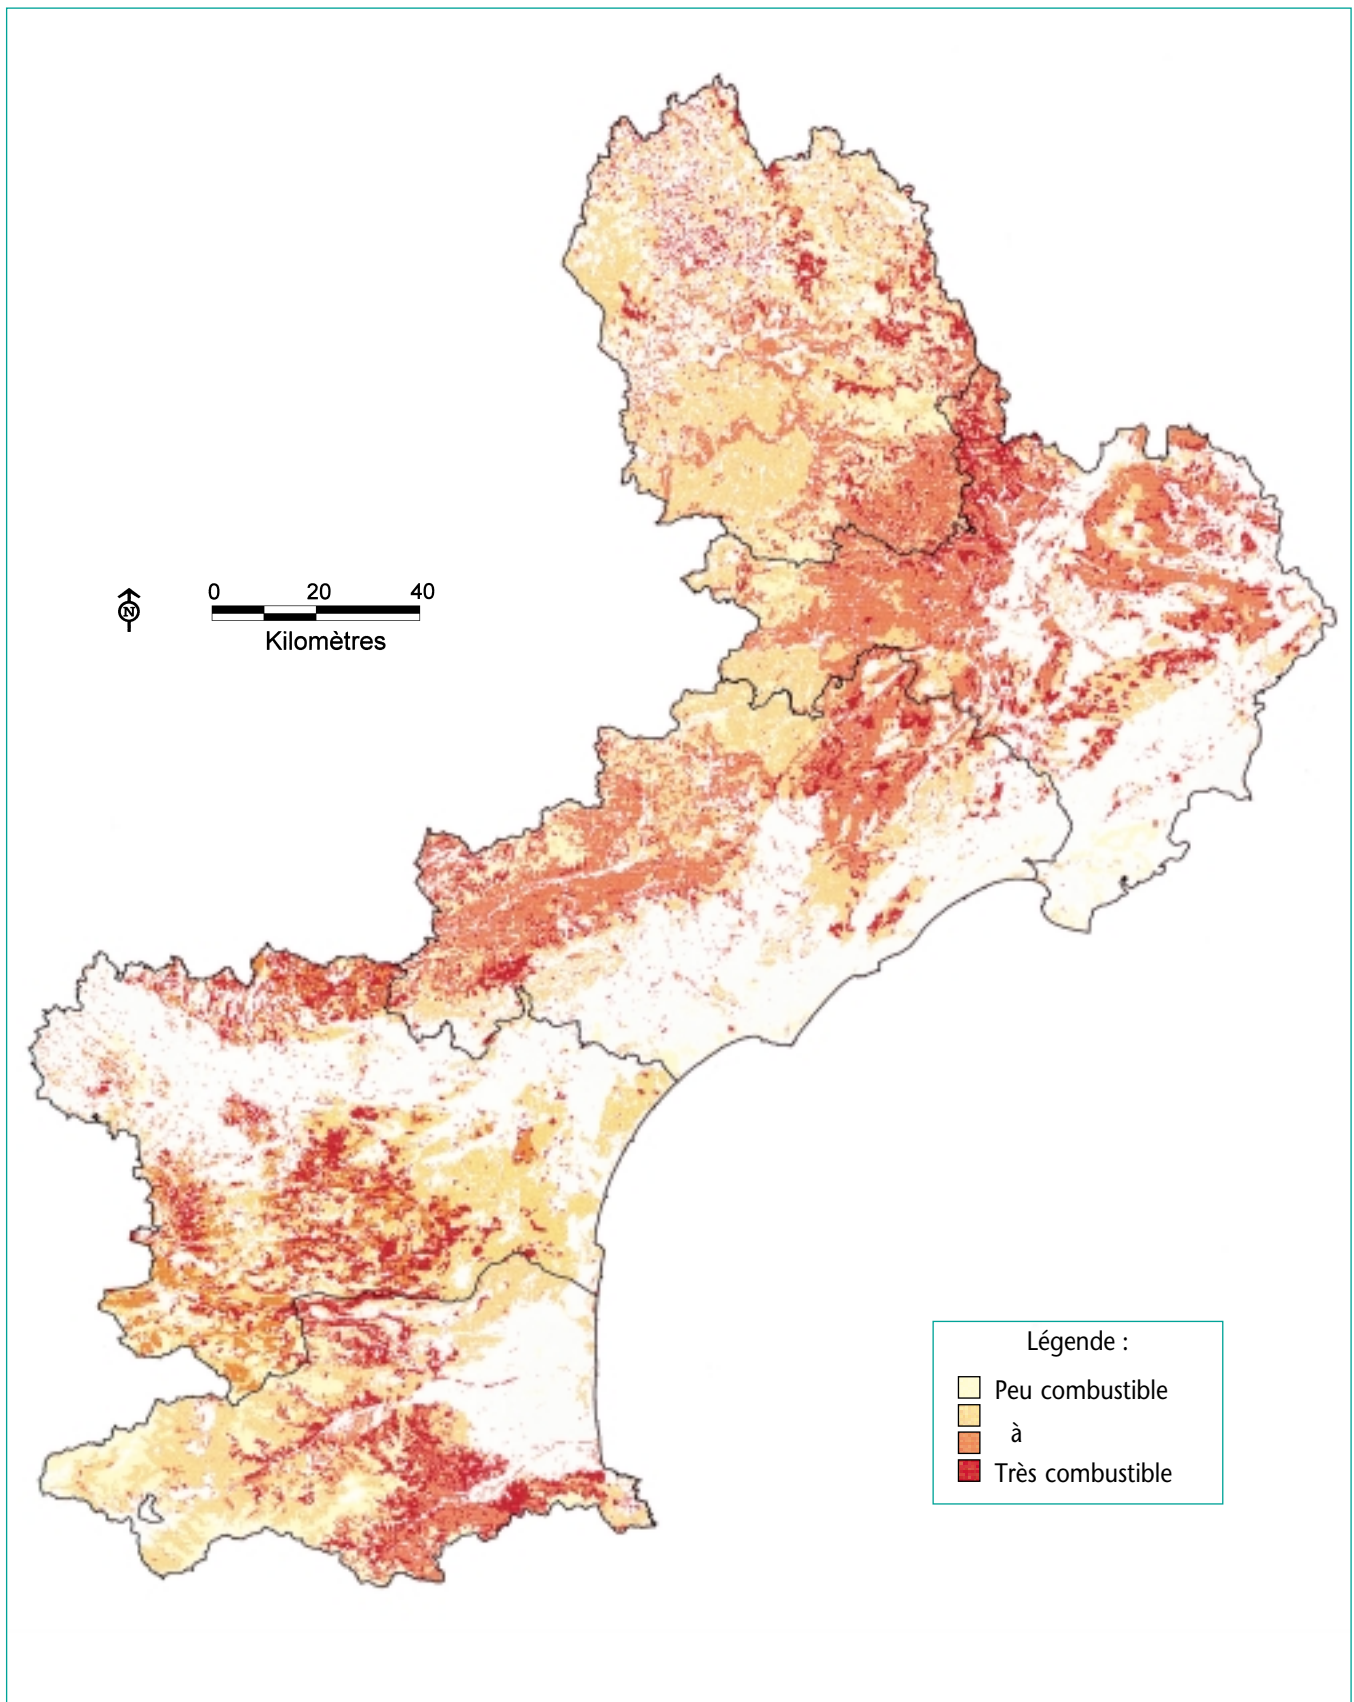 N
0 20 40
Kilomètres
Légende :
Peu combustible
à
Très combustible